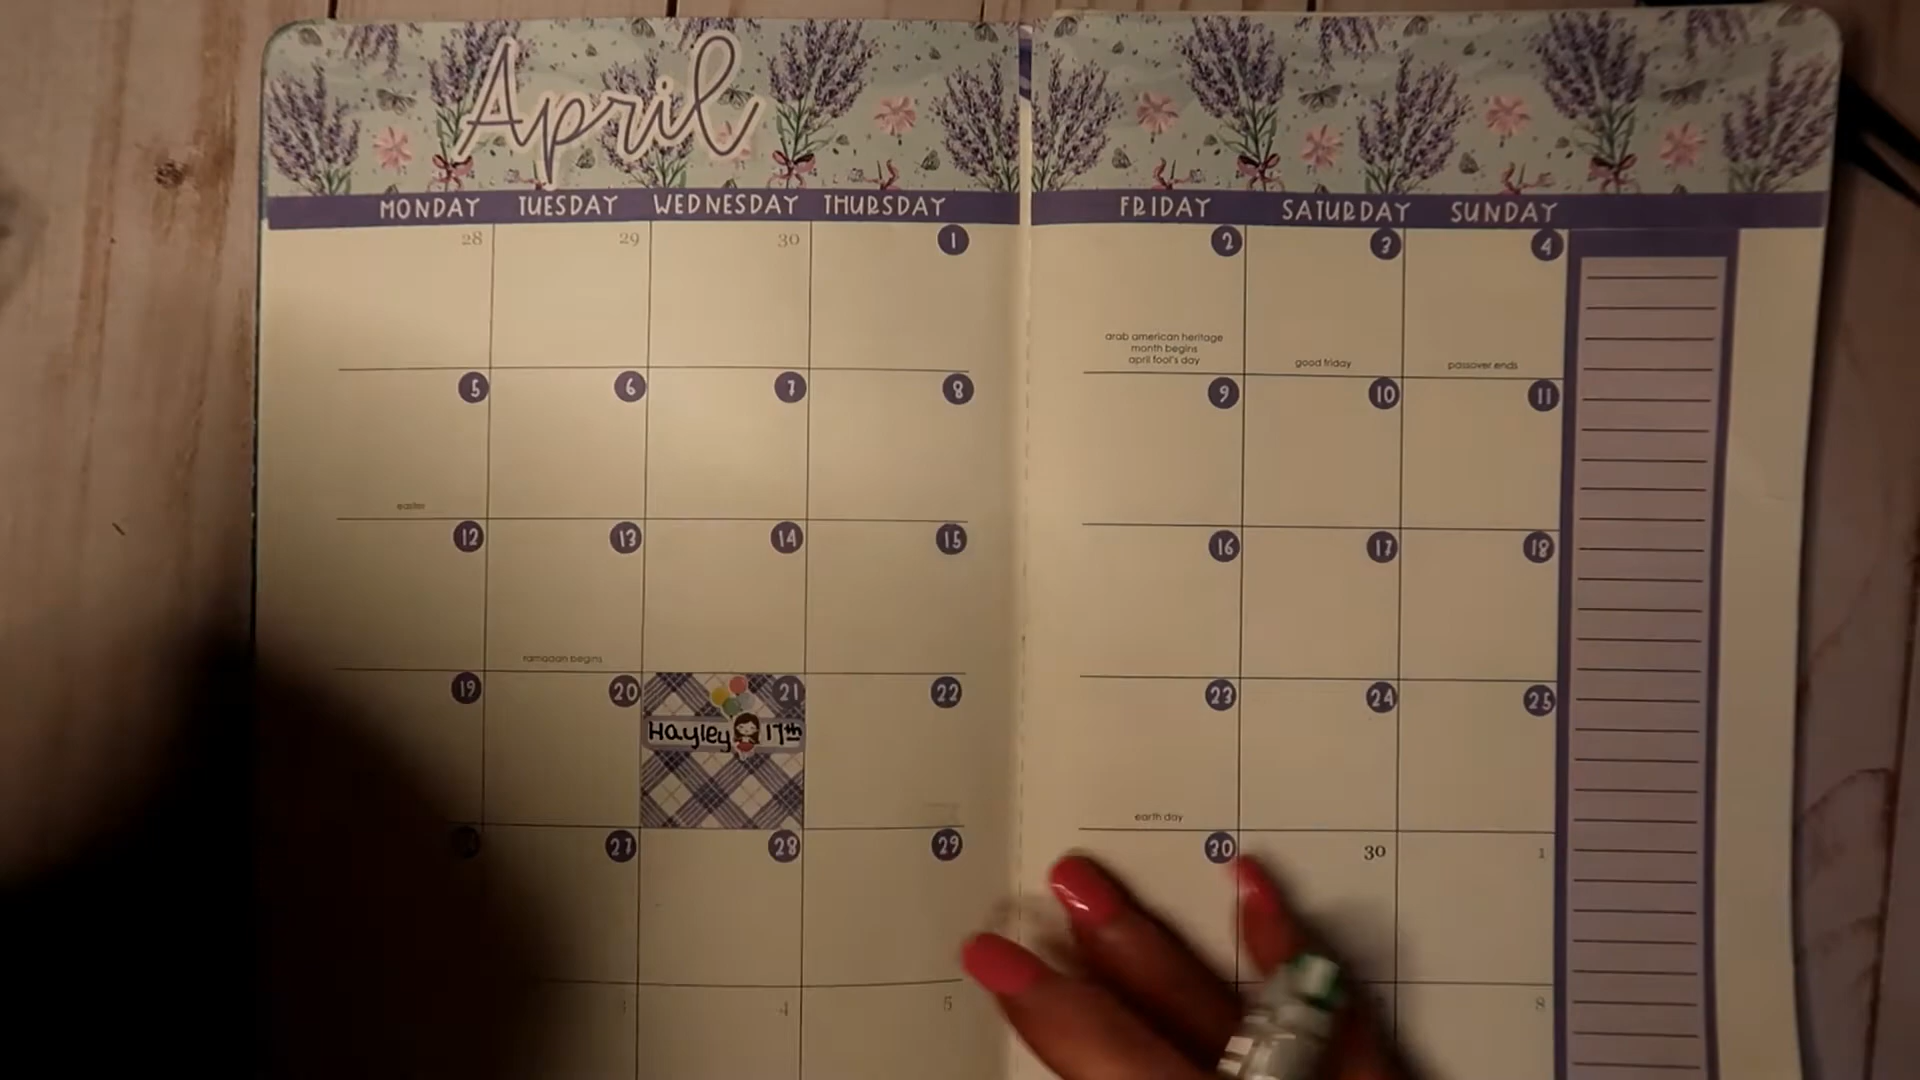 April
MONDAY TUESDAY WEDNESDAY THURSDAY FRIDAY SATURDAY SUNDAY
28 29 30 1 2 3 4
arab american heritage
month begins
april fool's day
good friday
passover ends
5 6 7 8 9 10 11
easter
12 13 14 15 16 17 18
ramadan begins
19 20 21 22 23 24 25
Hayley 17th
earth day
27 28 29 30 30 1
4 5 8